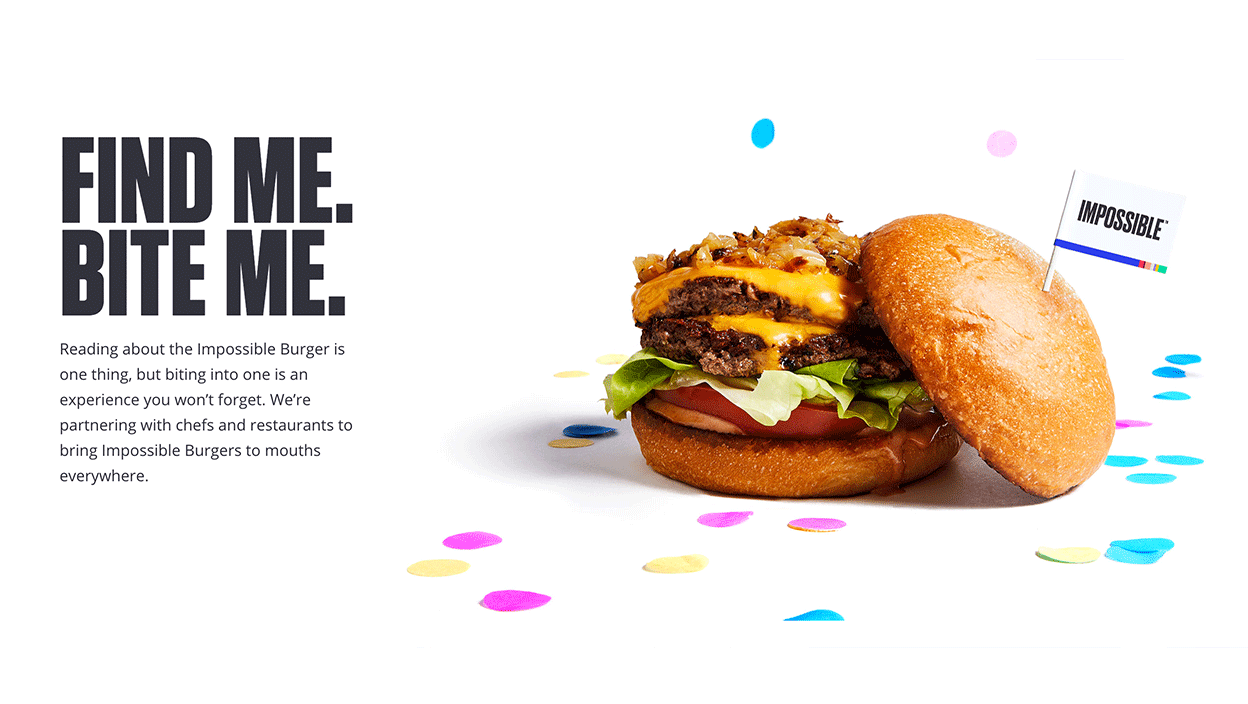 FIND ME.
BITE ME.
Reading about the Impossible Burger is
one thing, but biting into one is an
experience you won’t forget. We’re
partnering with chefs and restaurants to
bring Impossible Burgers to mouths
everywhere.
IMPOSSIBLE™